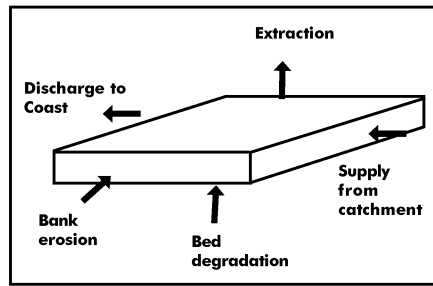 Extraction
Discharge to
Coast
Supply
from
catchment
Bank
erosion
Bed
degradation